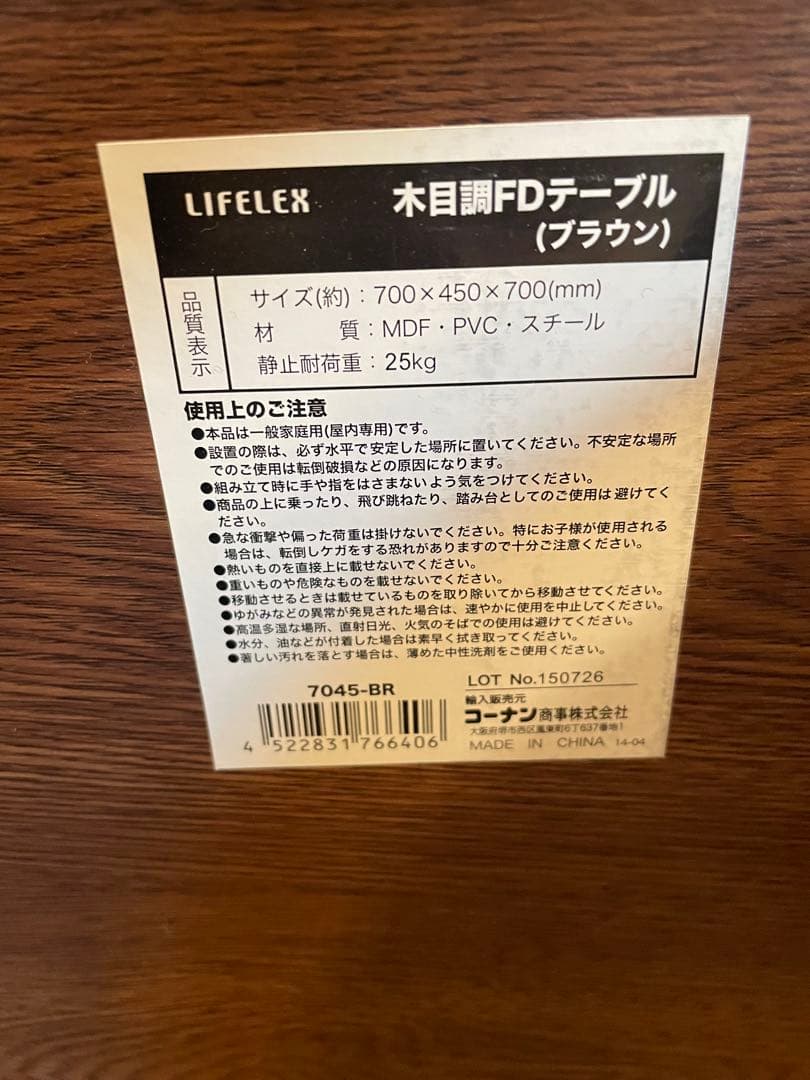 LIFELEX 木目調FDテーブル
(ブラウン)
品質表示
サイズ(約)：700×450×700(mm)
材 質：MDF・PVC・スチール
静止耐荷重：25kg
使用上のご注意
●本品は一般家庭用(屋内専用)です。
●設置の際は、必ず水平で安定した場所に置いてください。不安定な場所
でのご使用は転倒破損などの原因になります。
●組み立て時に手や指をはさまないよう気をつけてください。
●商品の上に乗ったり、飛び跳ねたり、踏み台としてのご使用は避けてく
ださい。
●急な衝撃や偏った荷重は掛けないでください。特にお子様が使用される
場合は、転倒しケガをする恐れがありますので十分ご注意ください。
●熱いものを直接上に載せないでください。
●重いものや危険なものを載せないでください。
●移動させるときは載せているものを取り除いてから移動させてください。
●ゆがみなどの異常が発見された場合は、速やかに使用を中止してください。
●高温多湿な場所、直射日光、火気のそばでの使用は避けてください。
●水分、油などが付着した場合は素早く拭き取ってください。
●著しい汚れを落とす場合は、薄めた中性洗剤をご使用ください。
7045-BR
4 522831 766406
LOT No.150726
輸入販売元
コーナン商事株式会社
大阪府堺市西区鳳東町6丁637番地1
MADE IN CHINA 14-04